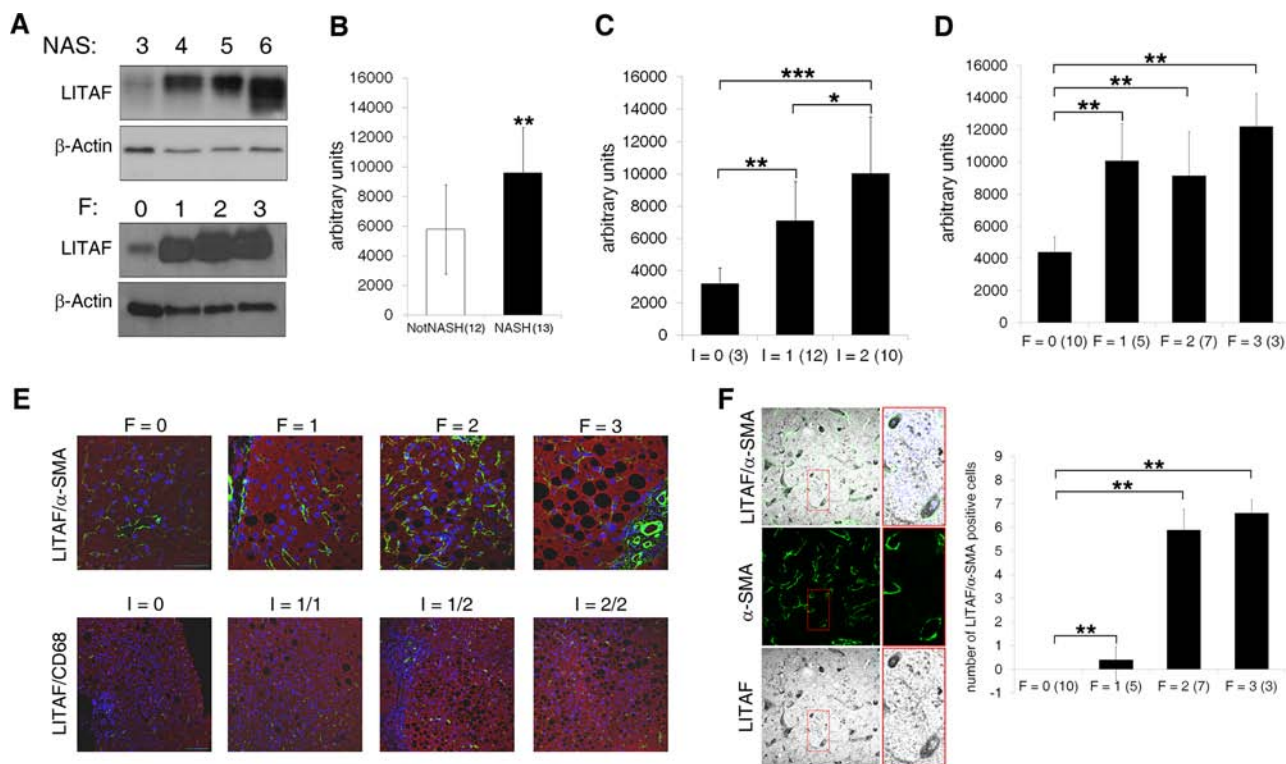 A
NAS: 3 4 5 6
LITAF
β-Actin
F: 0 1 2 3
LITAF
β-Actin
B
arbitrary units
16000
14000
12000
10000
8000
6000
4000
2000
0
**
NotNASH (12) NASH (13)
C
arbitrary units
16000
14000
12000
10000
8000
6000
4000
2000
0
***
*
**
I = 0 (3) I = 1 (12) I = 2 (10)
D
arbitrary units
16000
14000
12000
10000
8000
6000
4000
2000
0
**
**
**
F = 0 (10) F = 1 (5) F = 2 (7) F = 3 (3)
E
F = 0 F = 1 F = 2 F = 3
LITAF/α-SMA
I = 0 I = 1/1 I = 1/2 I = 2/2
LITAF/CD68
F
LITAF/α-SMA
α-SMA
LITAF
number of LITAF/α-SMA positive cells
9
8
7
6
5
4
3
2
1
0
-1
**
**
**
F = 0 (10) F = 1 (5) F = 2 (7) F = 3 (3)